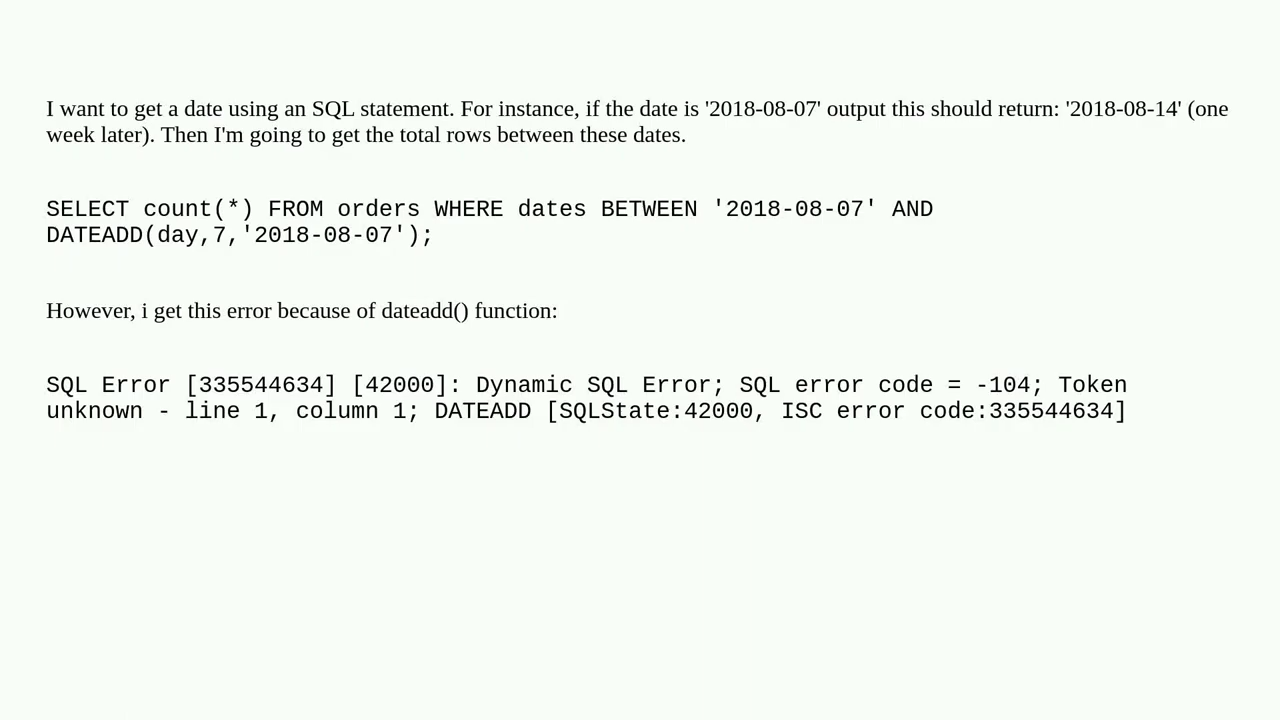 I want to get a date using an SQL statement. For instance, if the date is '2018-08-07' output this should return: '2018-08-14' (one
week later). Then I'm going to get the total rows between these dates.
SELECT count(*) FROM orders WHERE dates BETWEEN '2018-08-07' AND
DATEADD(day,7,'2018-08-07');
However, i get this error because of dateadd() function:
SQL Error [335544634] [42000]: Dynamic SQL Error; SQL error code = -104; Token
unknown - line 1, column 1; DATEADD [SQLState:42000, ISC error code:335544634]